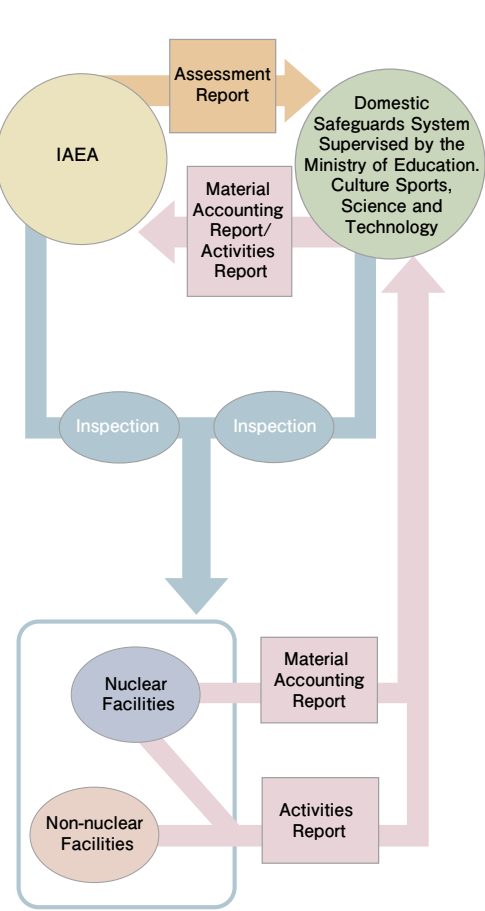 Assessment
Report
IAEA
Domestic
Safeguards System
Supervised by the
Ministry of Education.
Culture Sports,
Science and
Technology
Material
Accounting
Report/
Activities
Report
Inspection
Inspection
Nuclear
Facilities
Material
Accounting
Report
Non-nuclear
Facilities
Activities
Report